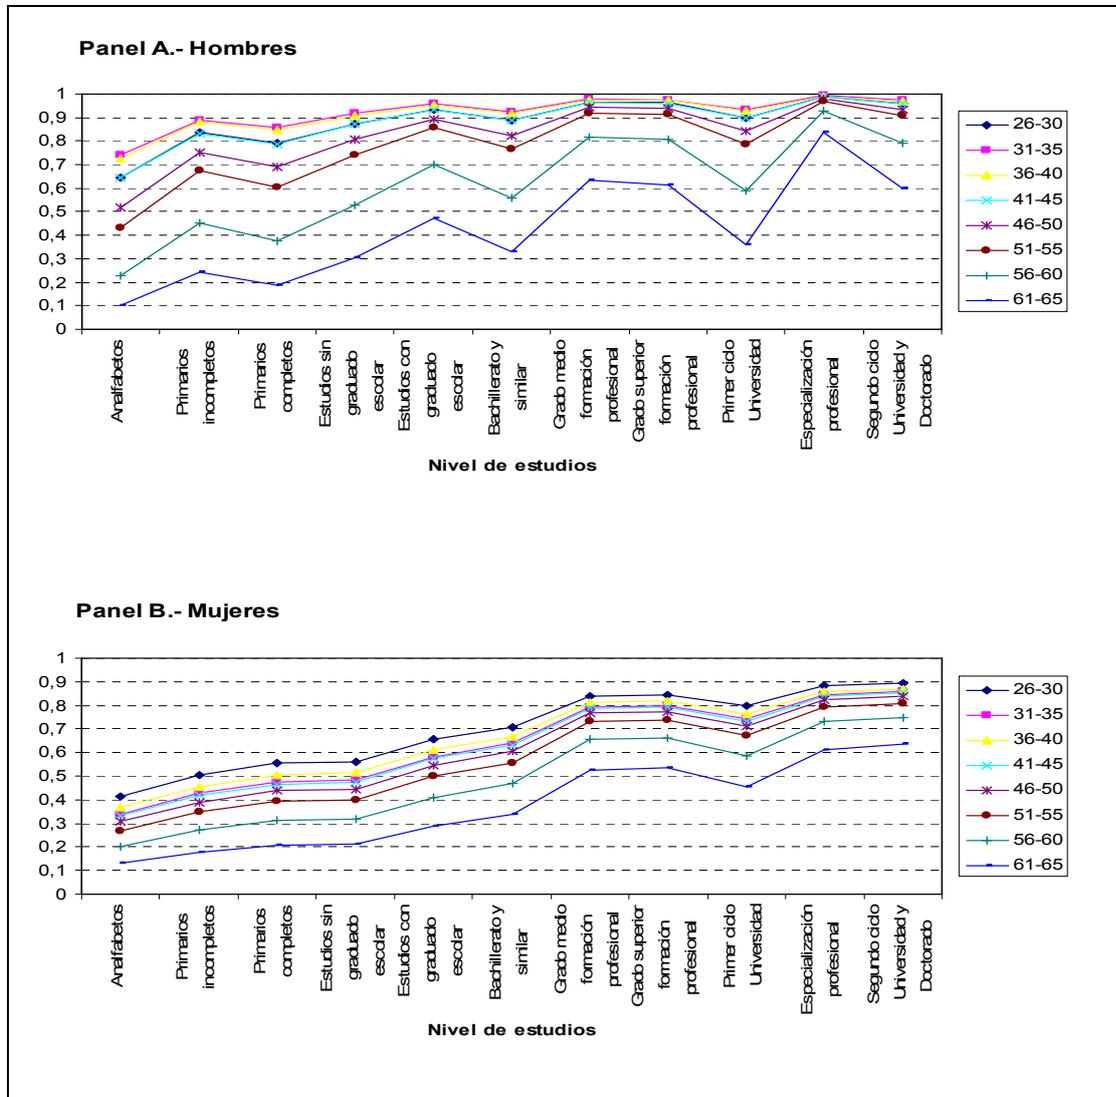 Panel A.- Hombres
1
0,9
0,8
0,7
0,6
0,5
0,4
0,3
0,2
0,1
0
Analfabetos
Primarios
incompletos
Primarios
completos
Estudios sin
graduado
escolar
Estudios con
graduado
escolar
Bachillerato y
similar
Grado medio
formación
profesional
Grado superior
formación
profesional
Primer ciclo
Universidad
Especialización
profesional
Segundo ciclo
Universidad y
Doctorado
Nivel de estudios
26-30
31-35
36-40
41-45
46-50
51-55
56-60
61-65
Panel B.- Mujeres
1
0,9
0,8
0,7
0,6
0,5
0,4
0,3
0,2
0,1
0
Analfabetos
Primarios
incompletos
Primarios
completos
Estudios sin
graduado
escolar
Estudios con
graduado
escolar
Bachillerato y
similar
Grado medio
formación
profesional
Grado superior
formación
profesional
Primer ciclo
Universidad
Especialización
profesional
Segundo ciclo
Universidad y
Doctorado
Nivel de estudios
26-30
31-35
36-40
41-45
46-50
51-55
56-60
61-65